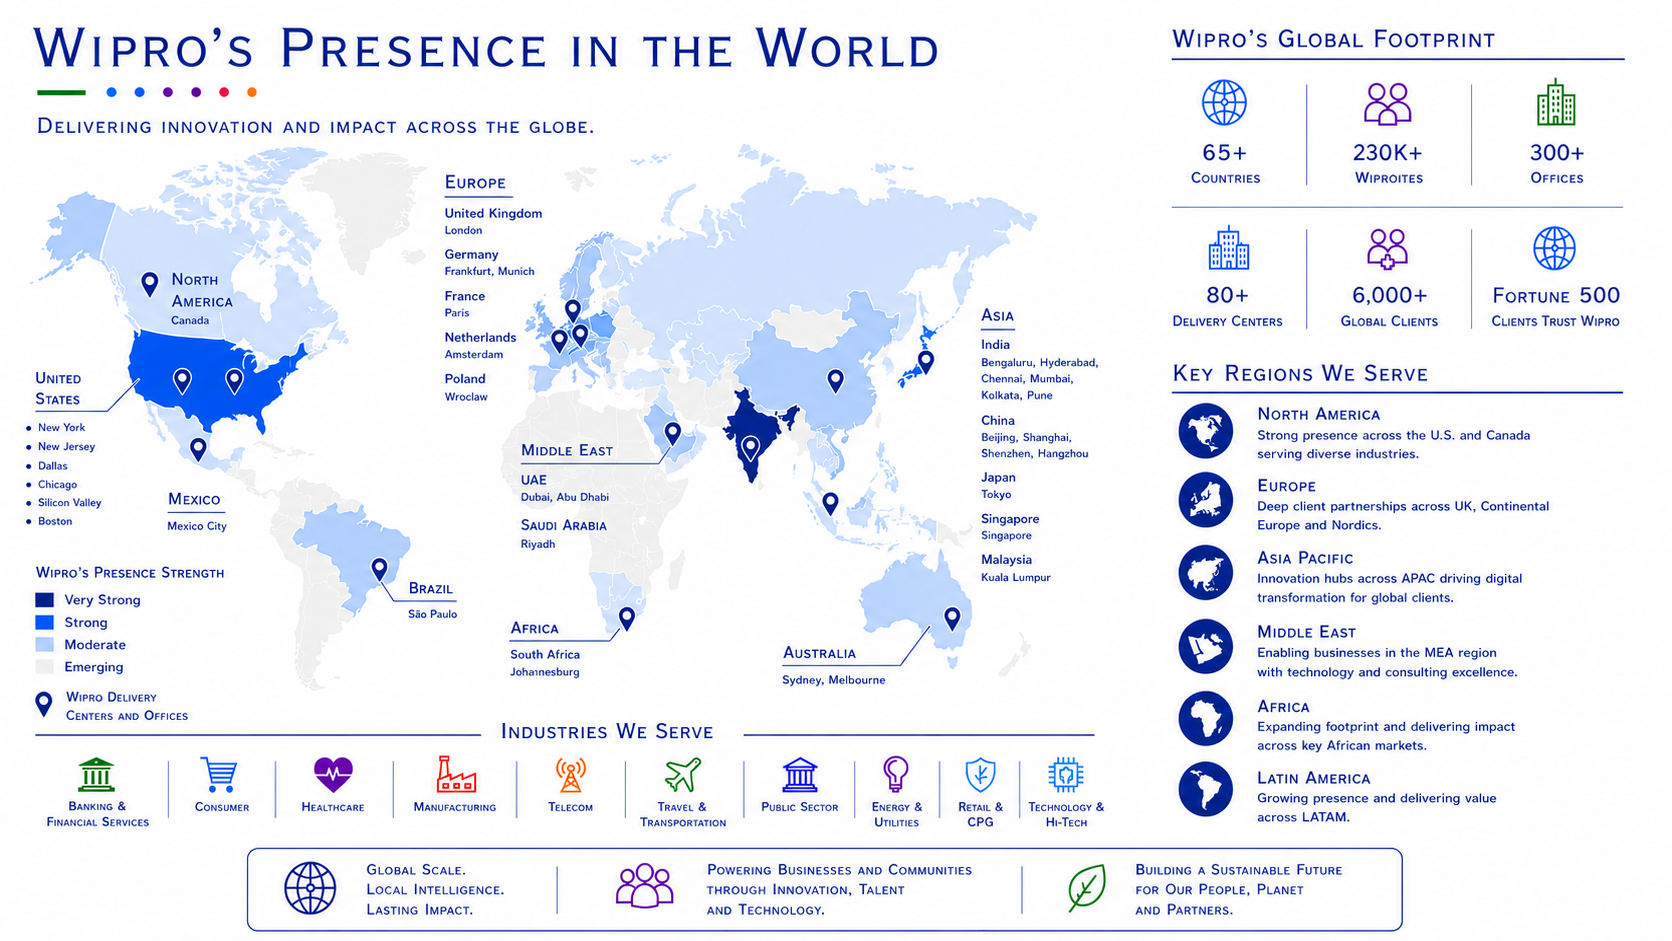 Wipro's Presence in the World
Delivering innovation and impact across the globe.
North
America
Canada
United
States
New York
New Jersey
Dallas
Chicago
Silicon Valley
Boston
Mexico
Mexico City
Brazil
São Paulo
Europe
United Kingdom
London
Germany
Frankfurt, Munich
France
Paris
Netherlands
Amsterdam
Poland
Wroclaw
Middle East
UAE
Dubai, Abu Dhabi
Saudi Arabia
Riyadh
Africa
South Africa
Johannesburg
Asia
India
Bengaluru, Hyderabad,
Chennai, Mumbai,
Kolkata, Pune
China
Beijing, Shanghai,
Shenzhen, Hangzhou
Japan
Tokyo
Singapore
Singapore
Malaysia
Kuala Lumpur
Australia
Sydney, Melbourne
Wipro's Presence Strength
Very Strong
Strong
Moderate
Emerging
Wipro Delivery
Centers and Offices
Wipro's Global Footprint
65+
Countries
230K+
Wiproites
300+
Offices
80+
Delivery Centers
6,000+
Global Clients
Fortune 500
Clients Trust Wipro
Key Regions We Serve
North America
Strong presence across the U.S. and Canada
serving diverse industries.
Europe
Deep client partnerships across UK, Continental
Europe and Nordics.
Asia Pacific
Innovation hubs across APAC driving digital
transformation for global clients.
Middle East
Enabling businesses in the MEA region
with technology and consulting excellence.
Africa
Expanding footprint and delivering impact
across key African markets.
Latin America
Growing presence and delivering value
across LATAM.
Industries We Serve
Banking &
Financial Services
Consumer
Healthcare
Manufacturing
Telecom
Travel &
Transportation
Public Sector
Energy &
Utilities
Retail &
CPG
Technology &
Hi-Tech
Global Scale.
Local Intelligence.
Lasting Impact.
Powering Businesses and Communities
through Innovation, Talent
and Technology.
Building a Sustainable Future
for Our People, Planet
and Partners.